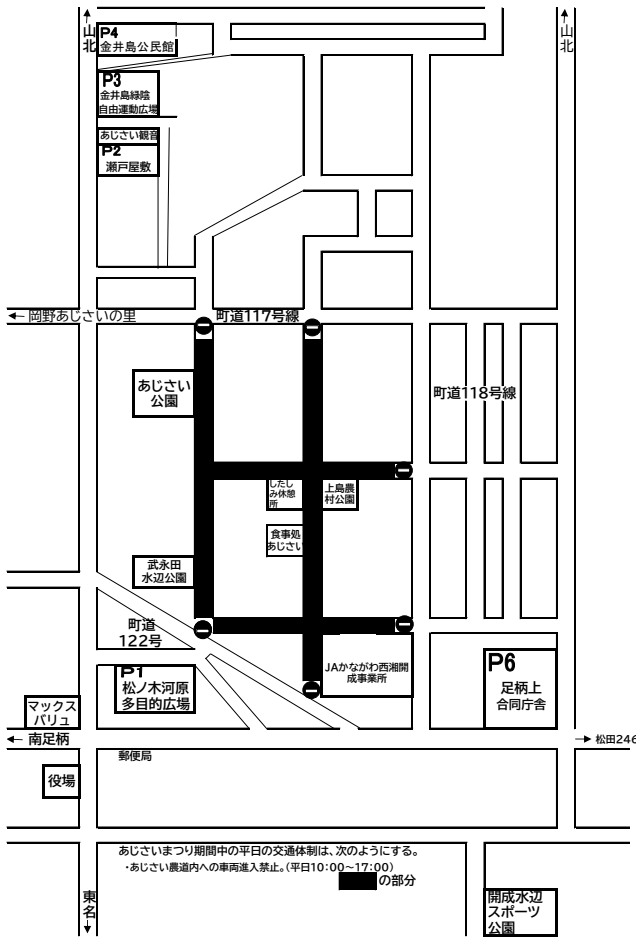 ↑
山北
↑
山北
P4
金井島公民館
P3
金井島緑陰
自由運動広場
あじさい観音
P2
瀬戸屋敷
← 岡野あじさいの里
町道117号線
あじさい
公園
町道118号線
したし
み休憩
所
上島農
村公園
食事処
あじさい
武永田
水辺公園
町道
122号
P1
松ノ木河原
多目的広場
JAかながわ西湘開
成事業所
P6
足柄上
合同庁舎
マックス
バリュ
← 南足柄
→ 松田246
郵便局
役場
あじさいまつり期間中の平日の交通体制は、次のようにする。
・あじさい農道内への車両進入禁止。(平日10:00～17:00)
の部分
東名
↓
開成水辺
スポーツ
公園